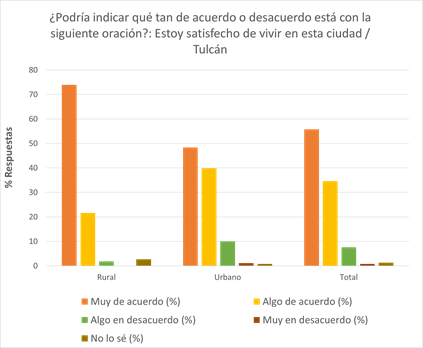 ¿Podría indicar qué tan de acuerdo o desacuerdo está con la
siguiente oración?: Estoy satisfecho de vivir en esta ciudad /
Tulcán
% Respuestas
80
70
60
50
40
30
20
10
0
Rural
Urbano
Total
Muy de acuerdo (%)
Algo de acuerdo (%)
Algo en desacuerdo (%)
Muy en desacuerdo (%)
No lo sé (%)